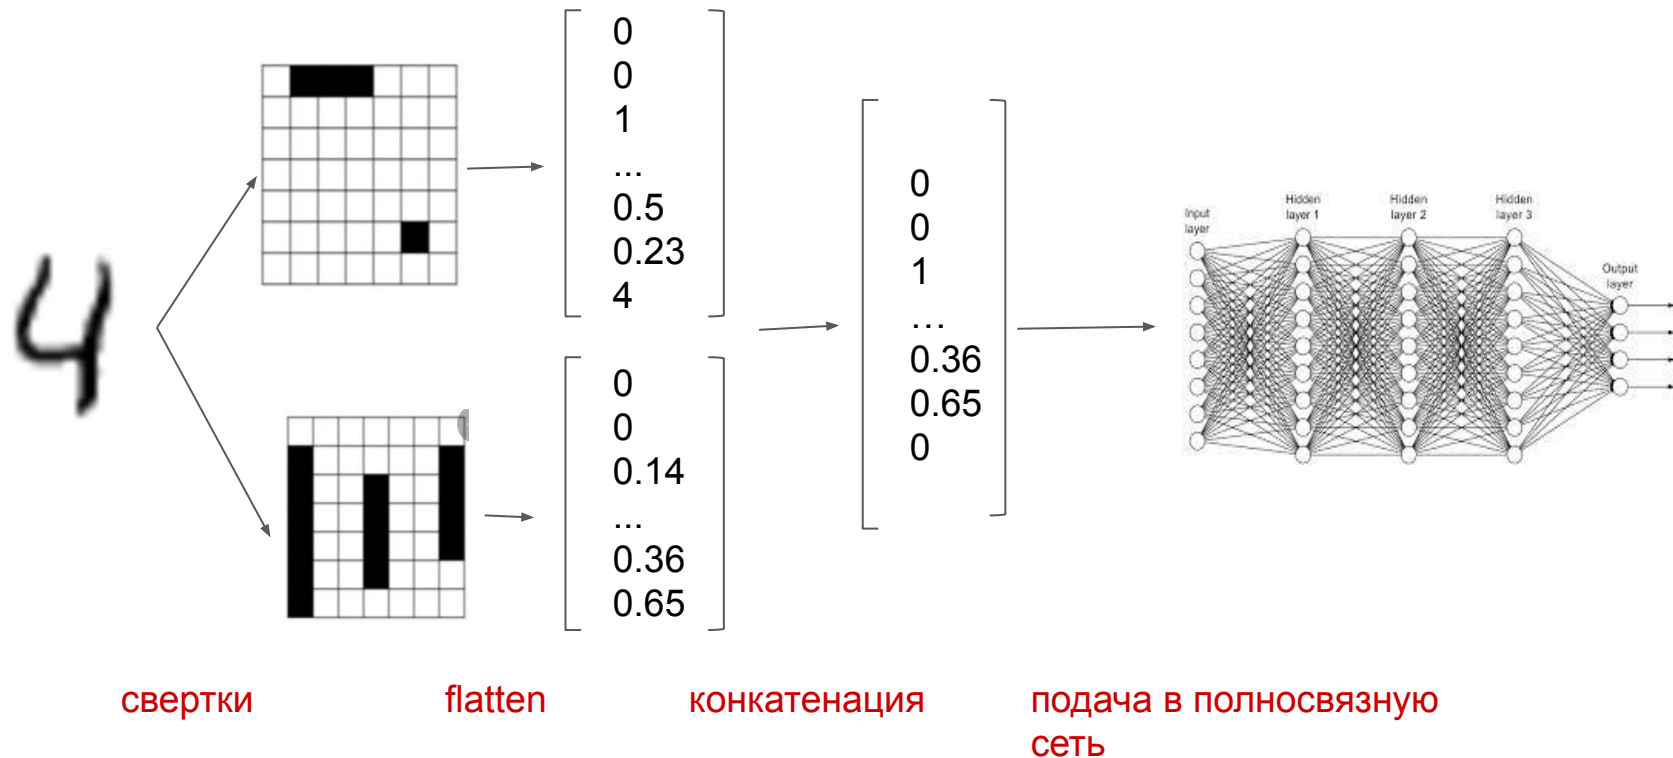 0
0
1
...
0.5
0.23
4
0
0
0.14
...
0.36
0.65
0
0
1
...
0.36
0.65
0
Input
layer
Hidden
layer 1
Hidden
layer 2
Hidden
layer 3
Output
layer
свертки
flatten
конкатенация
подача в полносвязную
сеть